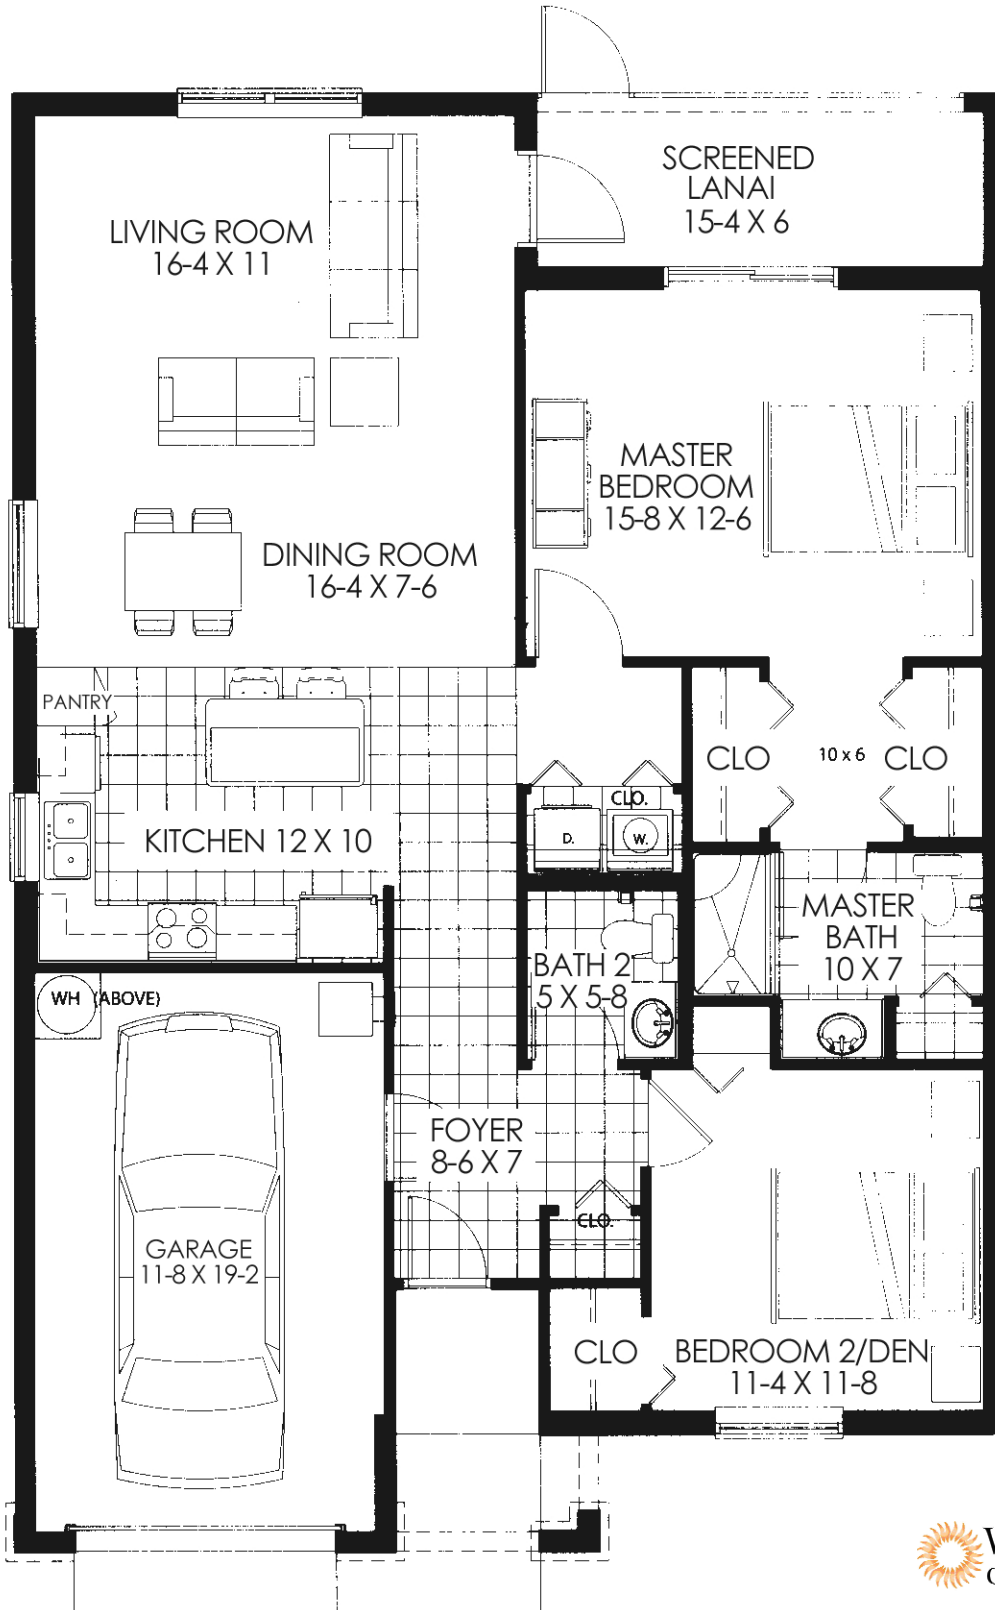 SCREENED
LANAI
15-4 X 6
LIVING ROOM
16-4 X 11
MASTER
BEDROOM
15-8 X 12-6
DINING ROOM
16-4 X 7-6
PANTRY
CLO
10 x 6
CLO
CLO.
D.
W.
KITCHEN 12 X 10
MASTER
BATH
10 X 7
BATH 2
5 X 5-8
WH (ABOVE)
FOYER
8-6 X 7
CLO.
GARAGE
11-8 X 19-2
CLO
BEDROOM 2/DEN
11-4 X 11-8